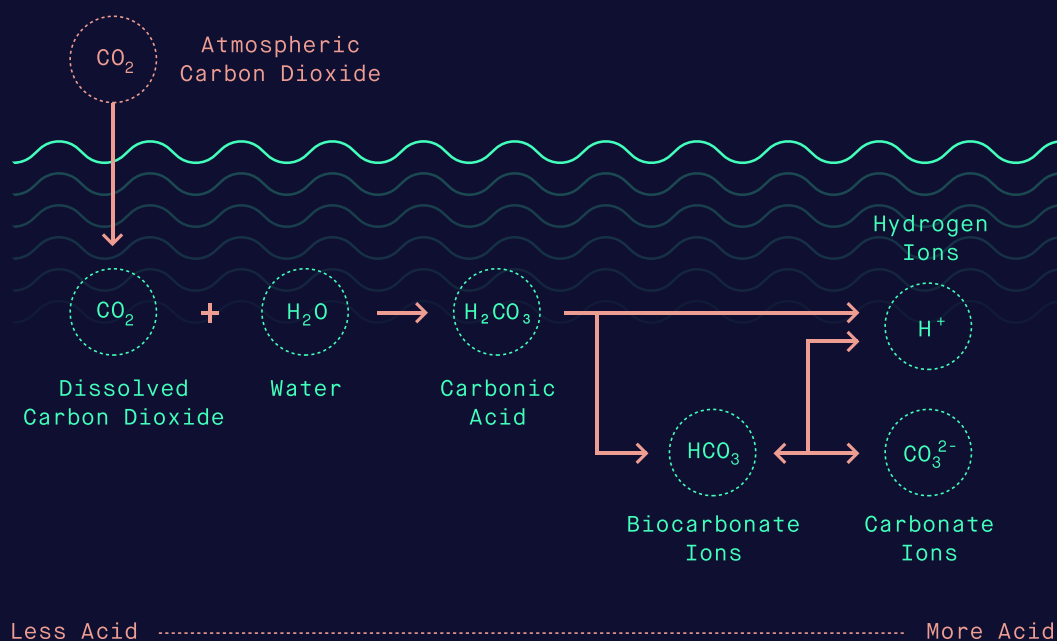 CO₂
Atmospheric
Carbon Dioxide
Hydrogen
Ions
CO₂
+
H₂O
H₂CO₃
H⁺
Dissolved
Carbon Dioxide
Water
Carbonic
Acid
HCO₃
CO₃²⁻
Biocarbonate
Ions
Carbonate
Ions
Less Acid
More Acid